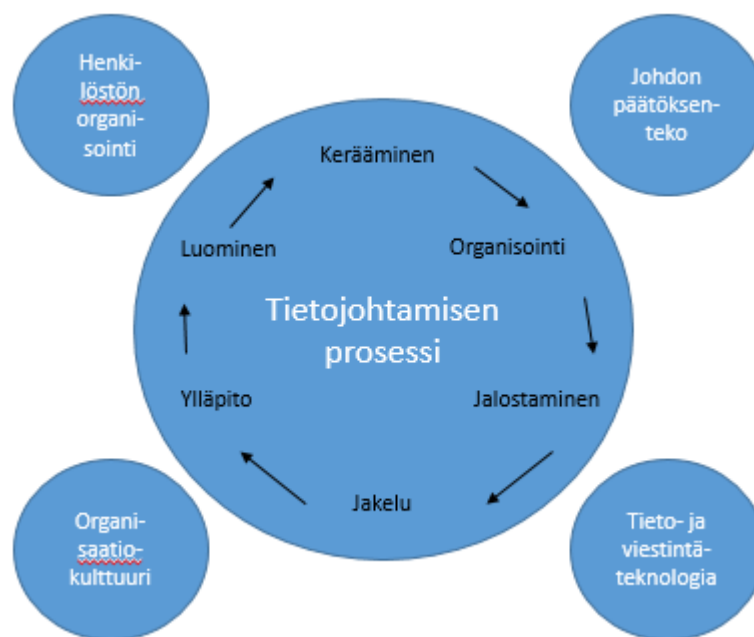 Henki-
löstön
organi-
sointi
Johdon
päätöksen-
teko
Kerääminen
Luominen
Organisointi
Tietojohtamisen
prosessi
Ylläpito
Jalostaminen
Jakelu
Organi-
saatio-
kulttuuri
Tieto- ja
viestintä-
teknologia